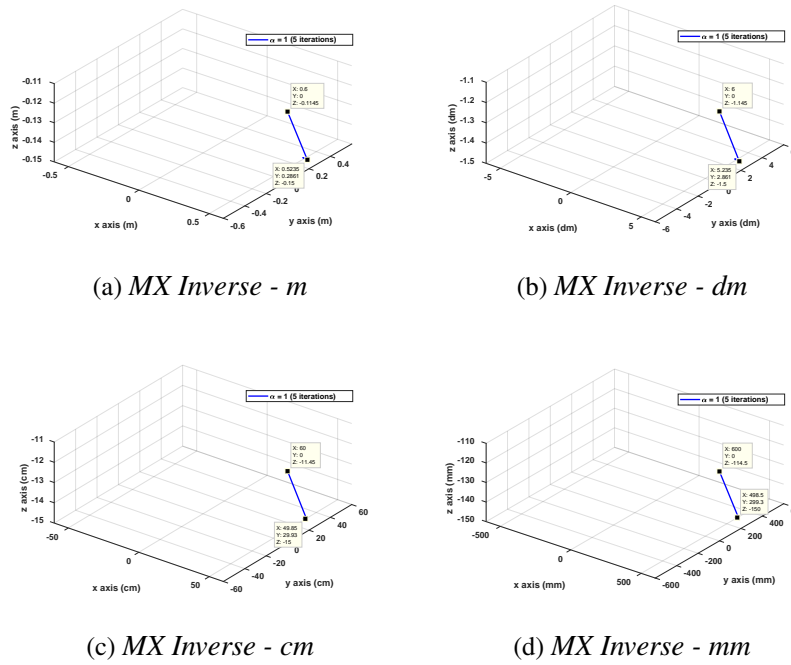 α = 1 (5 iterations)
-0.11
-0.12
-0.13
-0.14
-0.15
z axis (m)
X: 0.6
Y: 0
Z: -0.1145
X: 0.5235
Y: 0.2861
Z: -0.15
-0.5
0
0.5
x axis (m)
-0.6
-0.4
-0.2
0
0.2
0.4
y axis (m)
(a) MX Inverse - m
α = 1 (5 iterations)
-1.1
-1.2
-1.3
-1.4
-1.5
z axis (dm)
X: 6
Y: 0
Z: -1.145
X: 5.235
Y: 2.861
Z: -1.5
-5
0
5
x axis (dm)
-6
-4
-2
0
2
4
y axis (dm)
(b) MX Inverse - dm
α = 1 (5 iterations)
-11
-12
-13
-14
-15
z axis (cm)
X: 60
Y: 0
Z: -11.45
X: 49.85
Y: 29.93
Z: -15
-50
0
50
x axis (cm)
-60
-40
-20
0
20
40
60
y axis (cm)
(c) MX Inverse - cm
α = 1 (5 iterations)
-110
-120
-130
-140
-150
z axis (mm)
X: 600
Y: 0
Z: -114.5
X: 498.5
Y: 299.3
Z: -150
-500
0
500
x axis (mm)
-600
-400
-200
0
200
400
y axis (mm)
(d) MX Inverse - mm